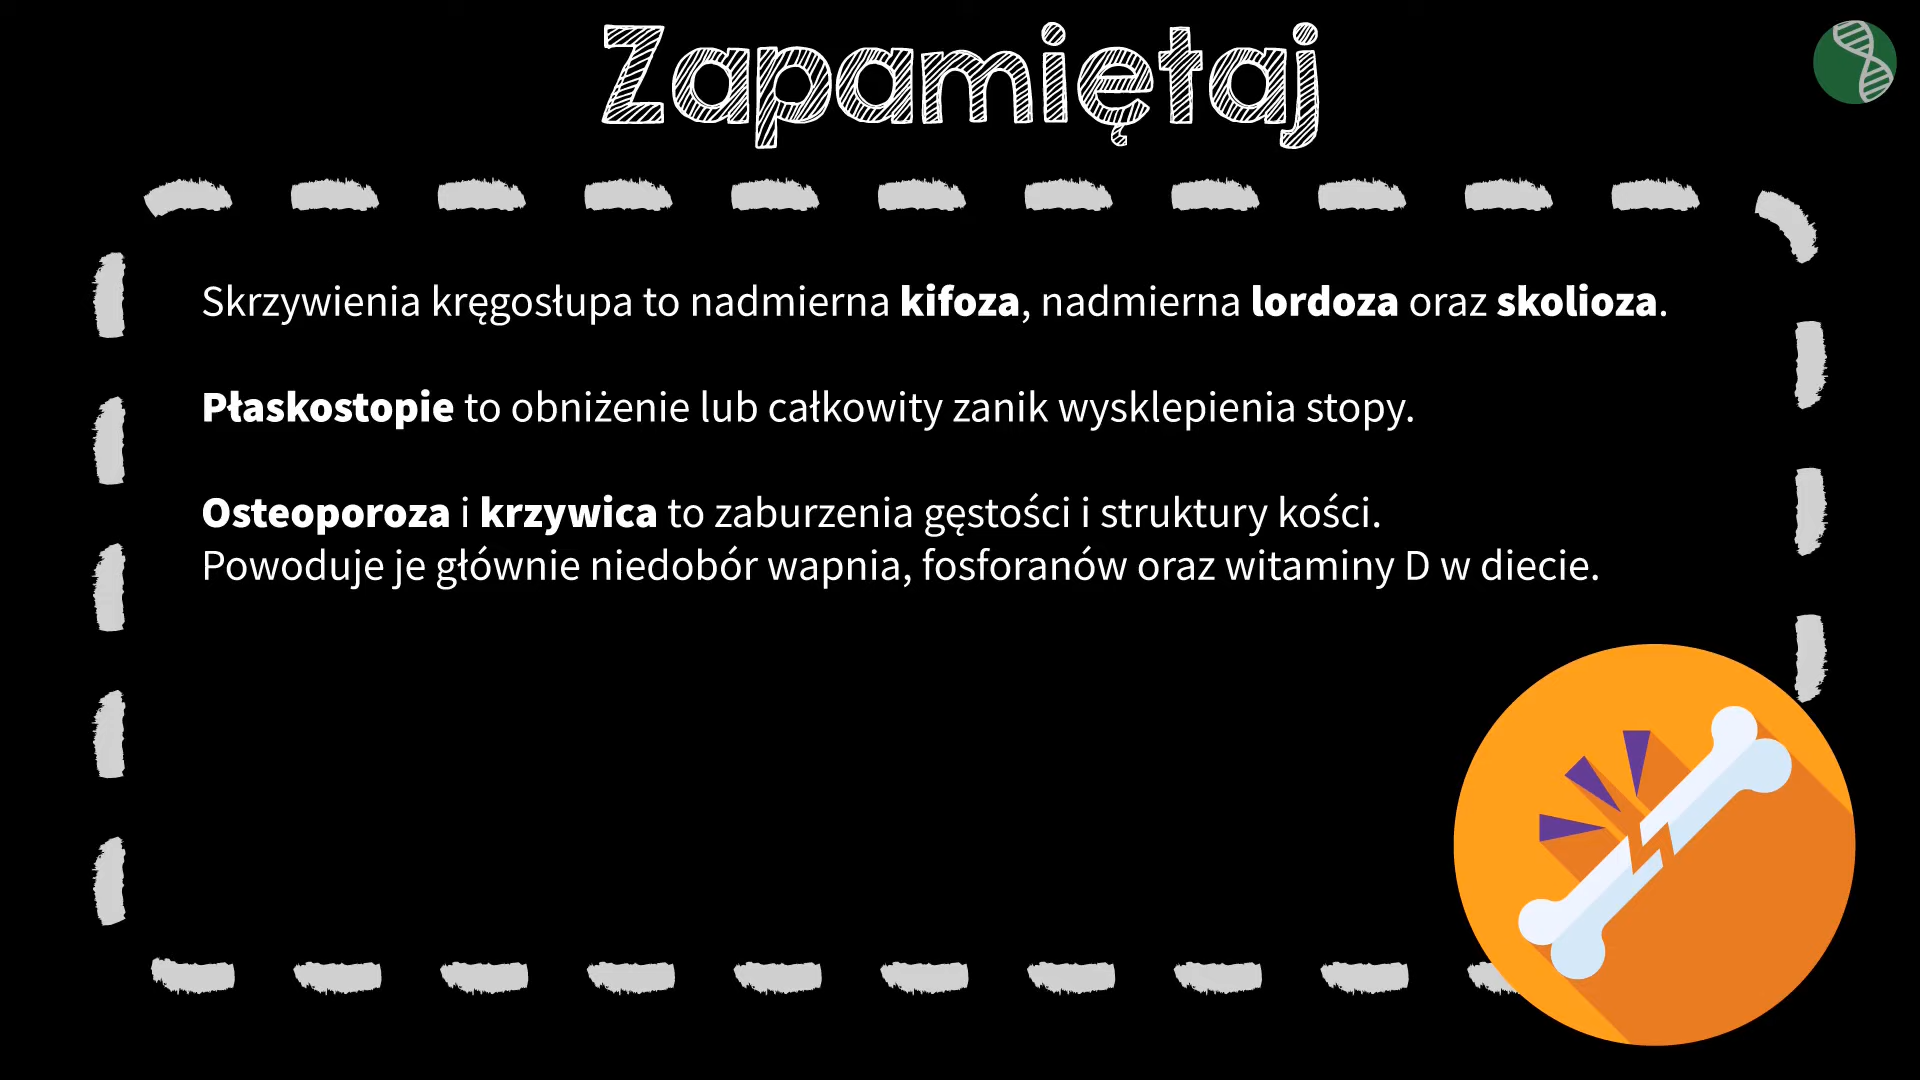 Zapamiętaj
Skrzywienia kręgosłupa to nadmierna kifoza, nadmierna lordoza oraz skolioza.
Płaskostopie to obniżenie lub całkowity zanik wysklepienia stopy.
Osteoporoza i krzywica to zaburzenia gęstości i struktury kości.
Powoduje je głównie niedobór wapnia, fosforanów oraz witaminy D w diecie.